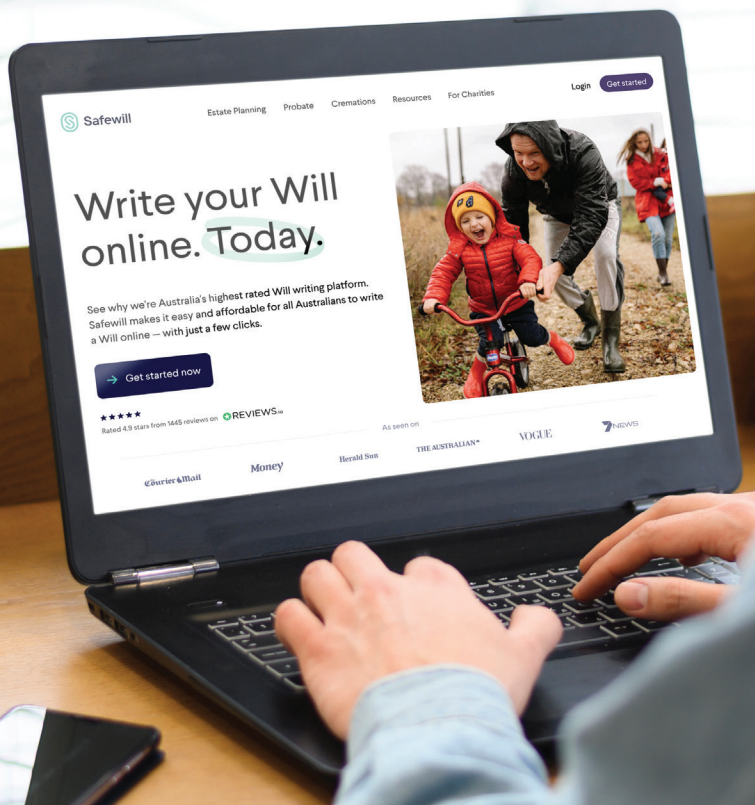 Safewill
Estate Planning
Probate
Cremations
Resources
For Charities
Login
Get started
Write your Will
online. Today.
See why we're Australia's highest rated Will writing platform.
Safewill makes it easy and affordable for all Australians to write
a Will online — with just a few clicks.
→ Get started now
★★★★★
Rated 4.9 stars from 1445 reviews on REVIEWS.io
As seen on
The Courier Mail
Money
Herald Sun
THE AUSTRALIAN
VOGUE
7NEWS